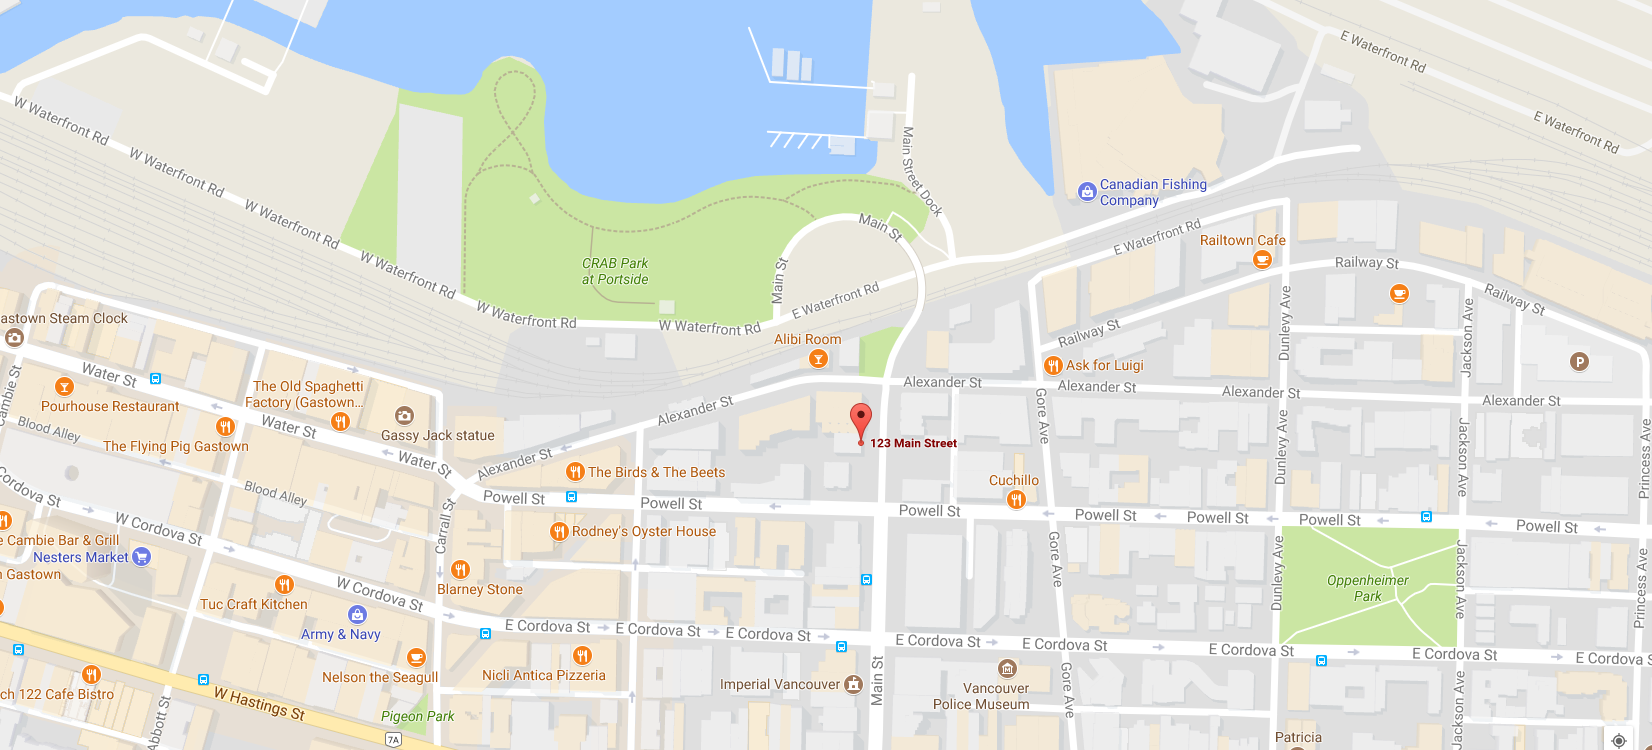 E Waterfront Rd
W Waterfront Rd
E Waterfront Rd
Main Street Dock
W Waterfront Rd
Canadian Fishing
Company
W Waterfront Rd
Main St
E Waterfront Rd
Railtown Cafe
W Waterfront Rd
CRAB Park
at Portside
Main St
Railway St
E Waterfront Rd
Railway St
W Waterfront Rd
W Waterfront Rd
astown Steam Clock
Railway St
Dunlevy Ave
Jackson Ave
Alibi Room
Ask for Luigi
Water St
Cambie St
The Old Spaghetti
Factory (Gastown...
Alexander St
Alexander St
Alexander St
Alexander St
Pourhouse Restaurant
Alexander St
Gore Ave
Water St
Blood Alley
Gassy Jack statue
The Flying Pig Gastown
123 Main Street
Dunlevy Ave
Jackson Ave
Princess Ave
Water St
Alexander St
The Birds & The Beets
Cuchillo
Cordova St
Blood Alley
Powell St
Powell St
Powell St
Powell St
Powell St
Powell St
Powell St
W Cordova St
Carrall St
Rodney's Oyster House
e Cambie Bar & Grill
Nesters Market
n Gastown
Gore Ave
Dunlevy Ave
Jackson Ave
Princess Ave
Oppenheimer
Park
Blarney Stone
W Cordova St
Tuc Craft Kitchen
Army & Navy
E Cordova St
E Cordova St
E Cordova St
E Cordova St
E Cordova St
E Cordova St
E Cordova St
E Cordova S
Nelson the Seagull
Nicli Antica Pizzeria
Imperial Vancouver
Main St
Vancouver
Police Museum
Gore Ave
Jackson Ave
ch 122 Cafe Bistro
W Hastings St
Abbott St
Pigeon Park
7A
P
Patricia